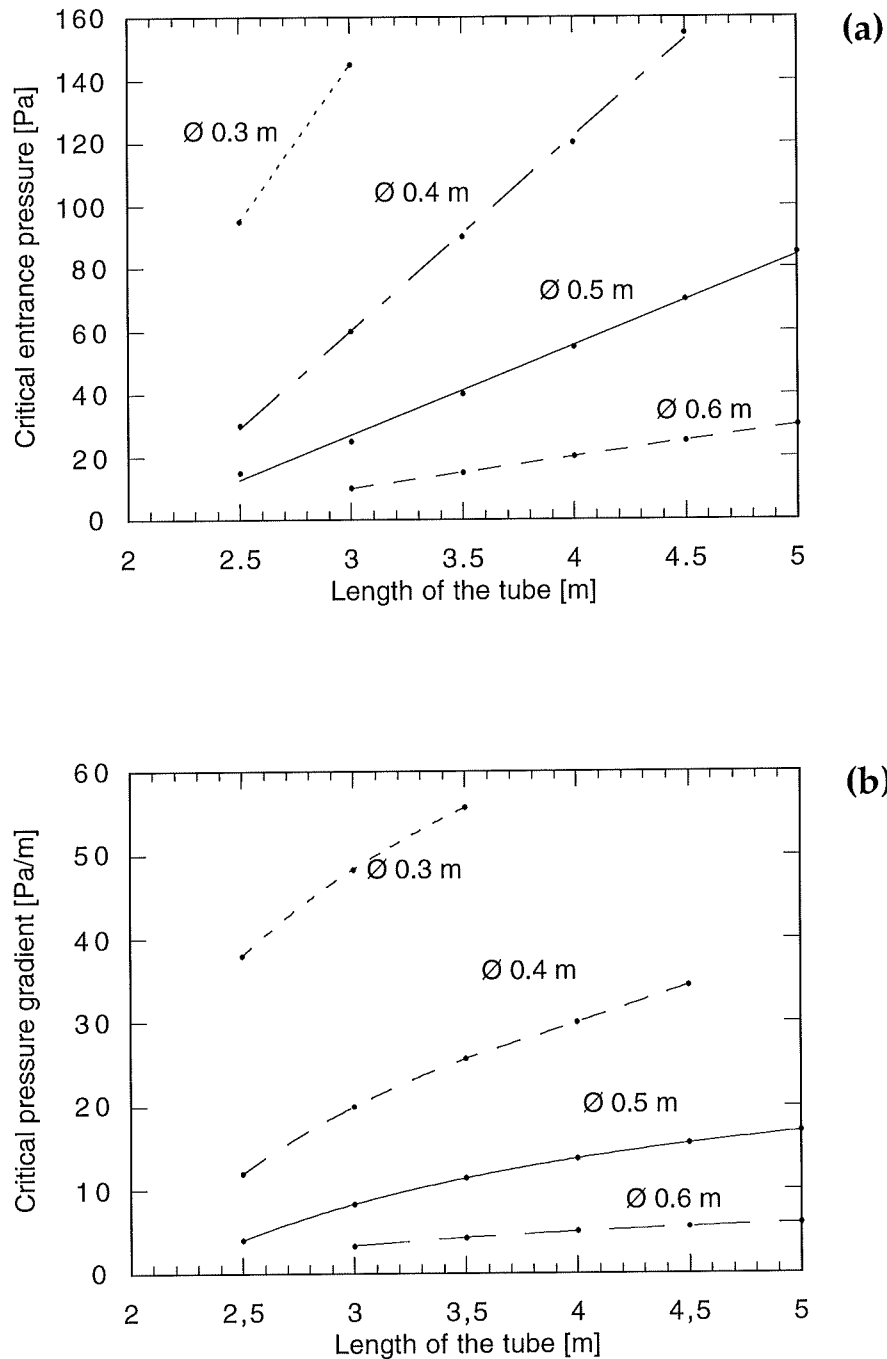 (a)
Critical entrance pressure [Pa]
160
140
120
100
80
60
40
20
0
Ø 0.3 m
Ø 0.4 m
Ø 0.5 m
Ø 0.6 m
2 2.5 3 3.5 4 4.5 5
Length of the tube [m]
(b)
Critical pressure gradient [Pa/m]
60
50
40
30
20
10
0
Ø 0.3 m
Ø 0.4 m
Ø 0.5 m
Ø 0.6 m
2 2,5 3 3,5 4 4,5 5
Length of the tube [m]